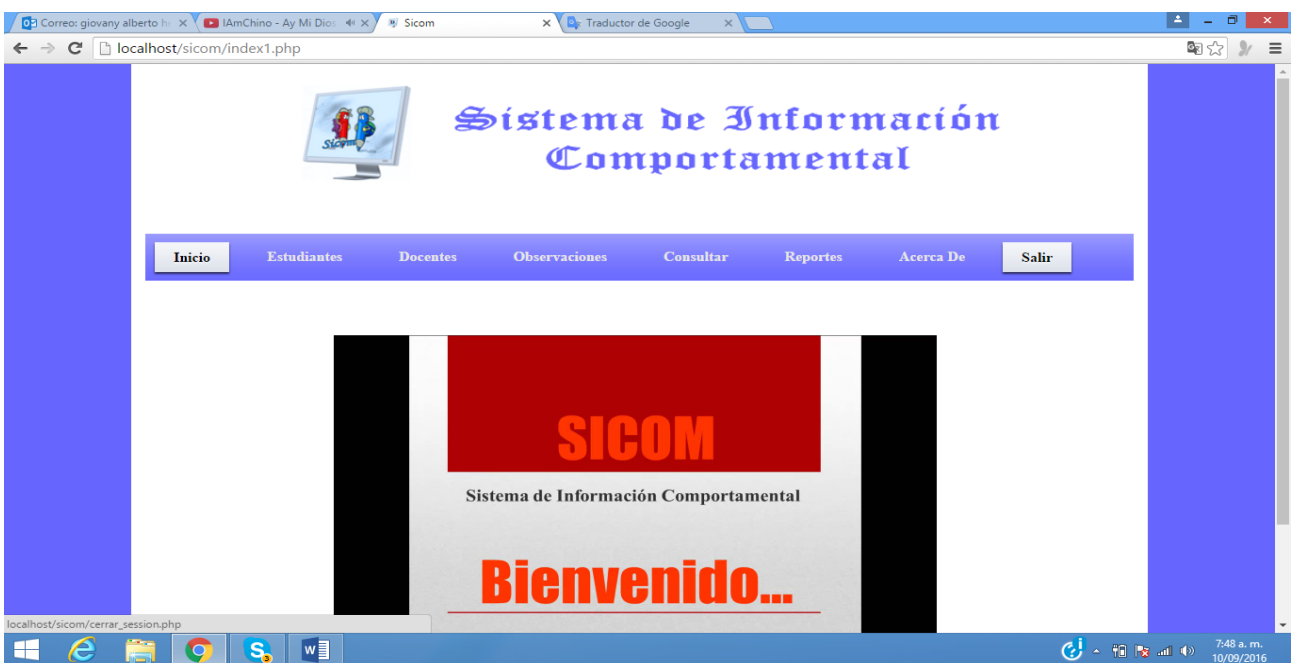 Correo: giovany alberto h
IAmChino - Ay Mi Dios
Sicom
Traductor de Google
localhost/sicom/index1.php
Sicom
Sistema de Información
Comportamental
Inicio Estudiantes Docentes Observaciones Consultar Reportes Acerca De Salir
SICOM
Sistema de Información Comportamental
Bienvenido...
localhost/sicom/cerrar_session.php
7:48 a. m.
10/09/2016